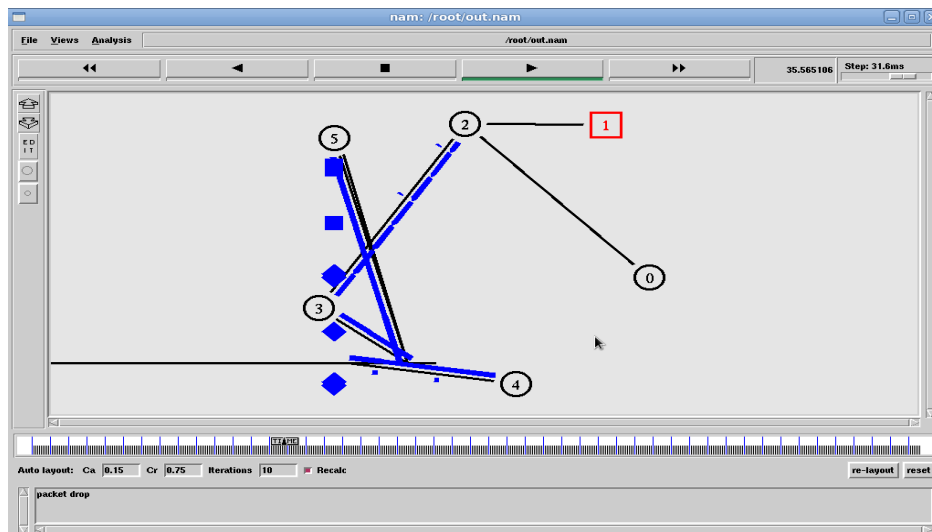 nam: /root/out.nam
File Views Analysis /root/out.nam
35.565106 Step: 31.6ms
E D
I T
5
2
1
0
3
4
TIME
Auto layout: Ca 0.15 Cr 0.75 Iterations 10 Recalc re-layout reset
packet drop